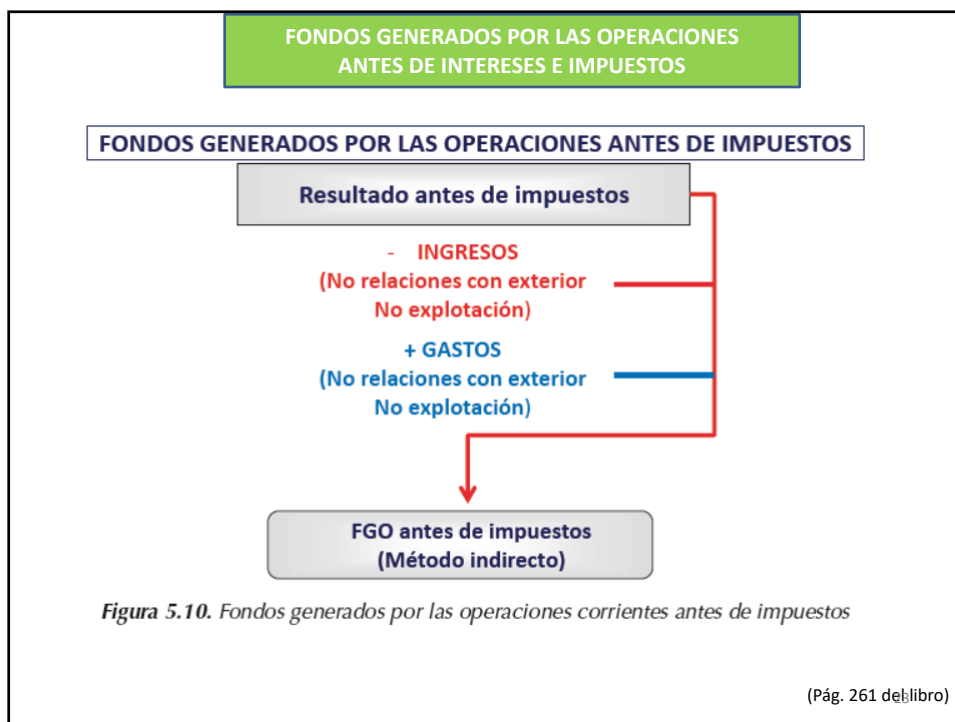 FONDOS GENERADOS POR LAS OPERACIONES
ANTES DE INTERESES E IMPUESTOS
FONDOS GENERADOS POR LAS OPERACIONES ANTES DE IMPUESTOS
Resultado antes de impuestos
- INGRESOS
(No relaciones con exterior
No explotación)
+ GASTOS
(No relaciones con exterior
No explotación)
FGO antes de impuestos
(Método indirecto)
Figura 5.10. Fondos generados por las operaciones corrientes antes de impuestos
(Pág. 261 del libro)
23